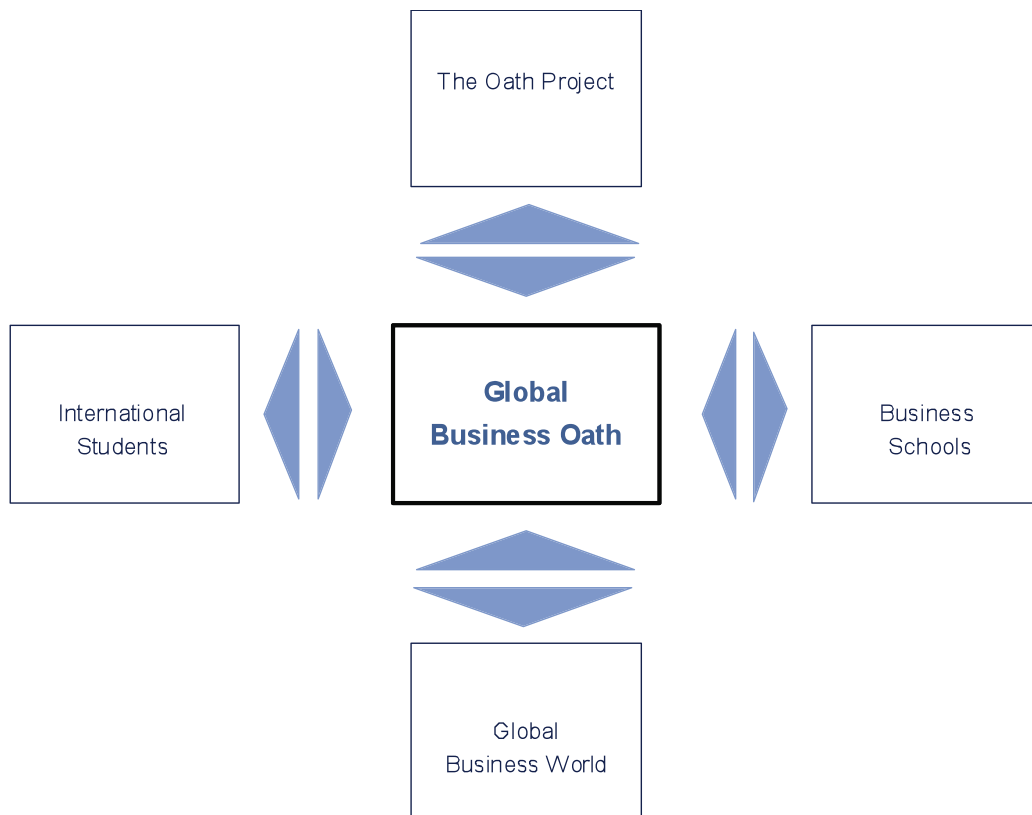 The Oath Project
International
Students
Global
Business Oath
Business
Schools
Global
Business World